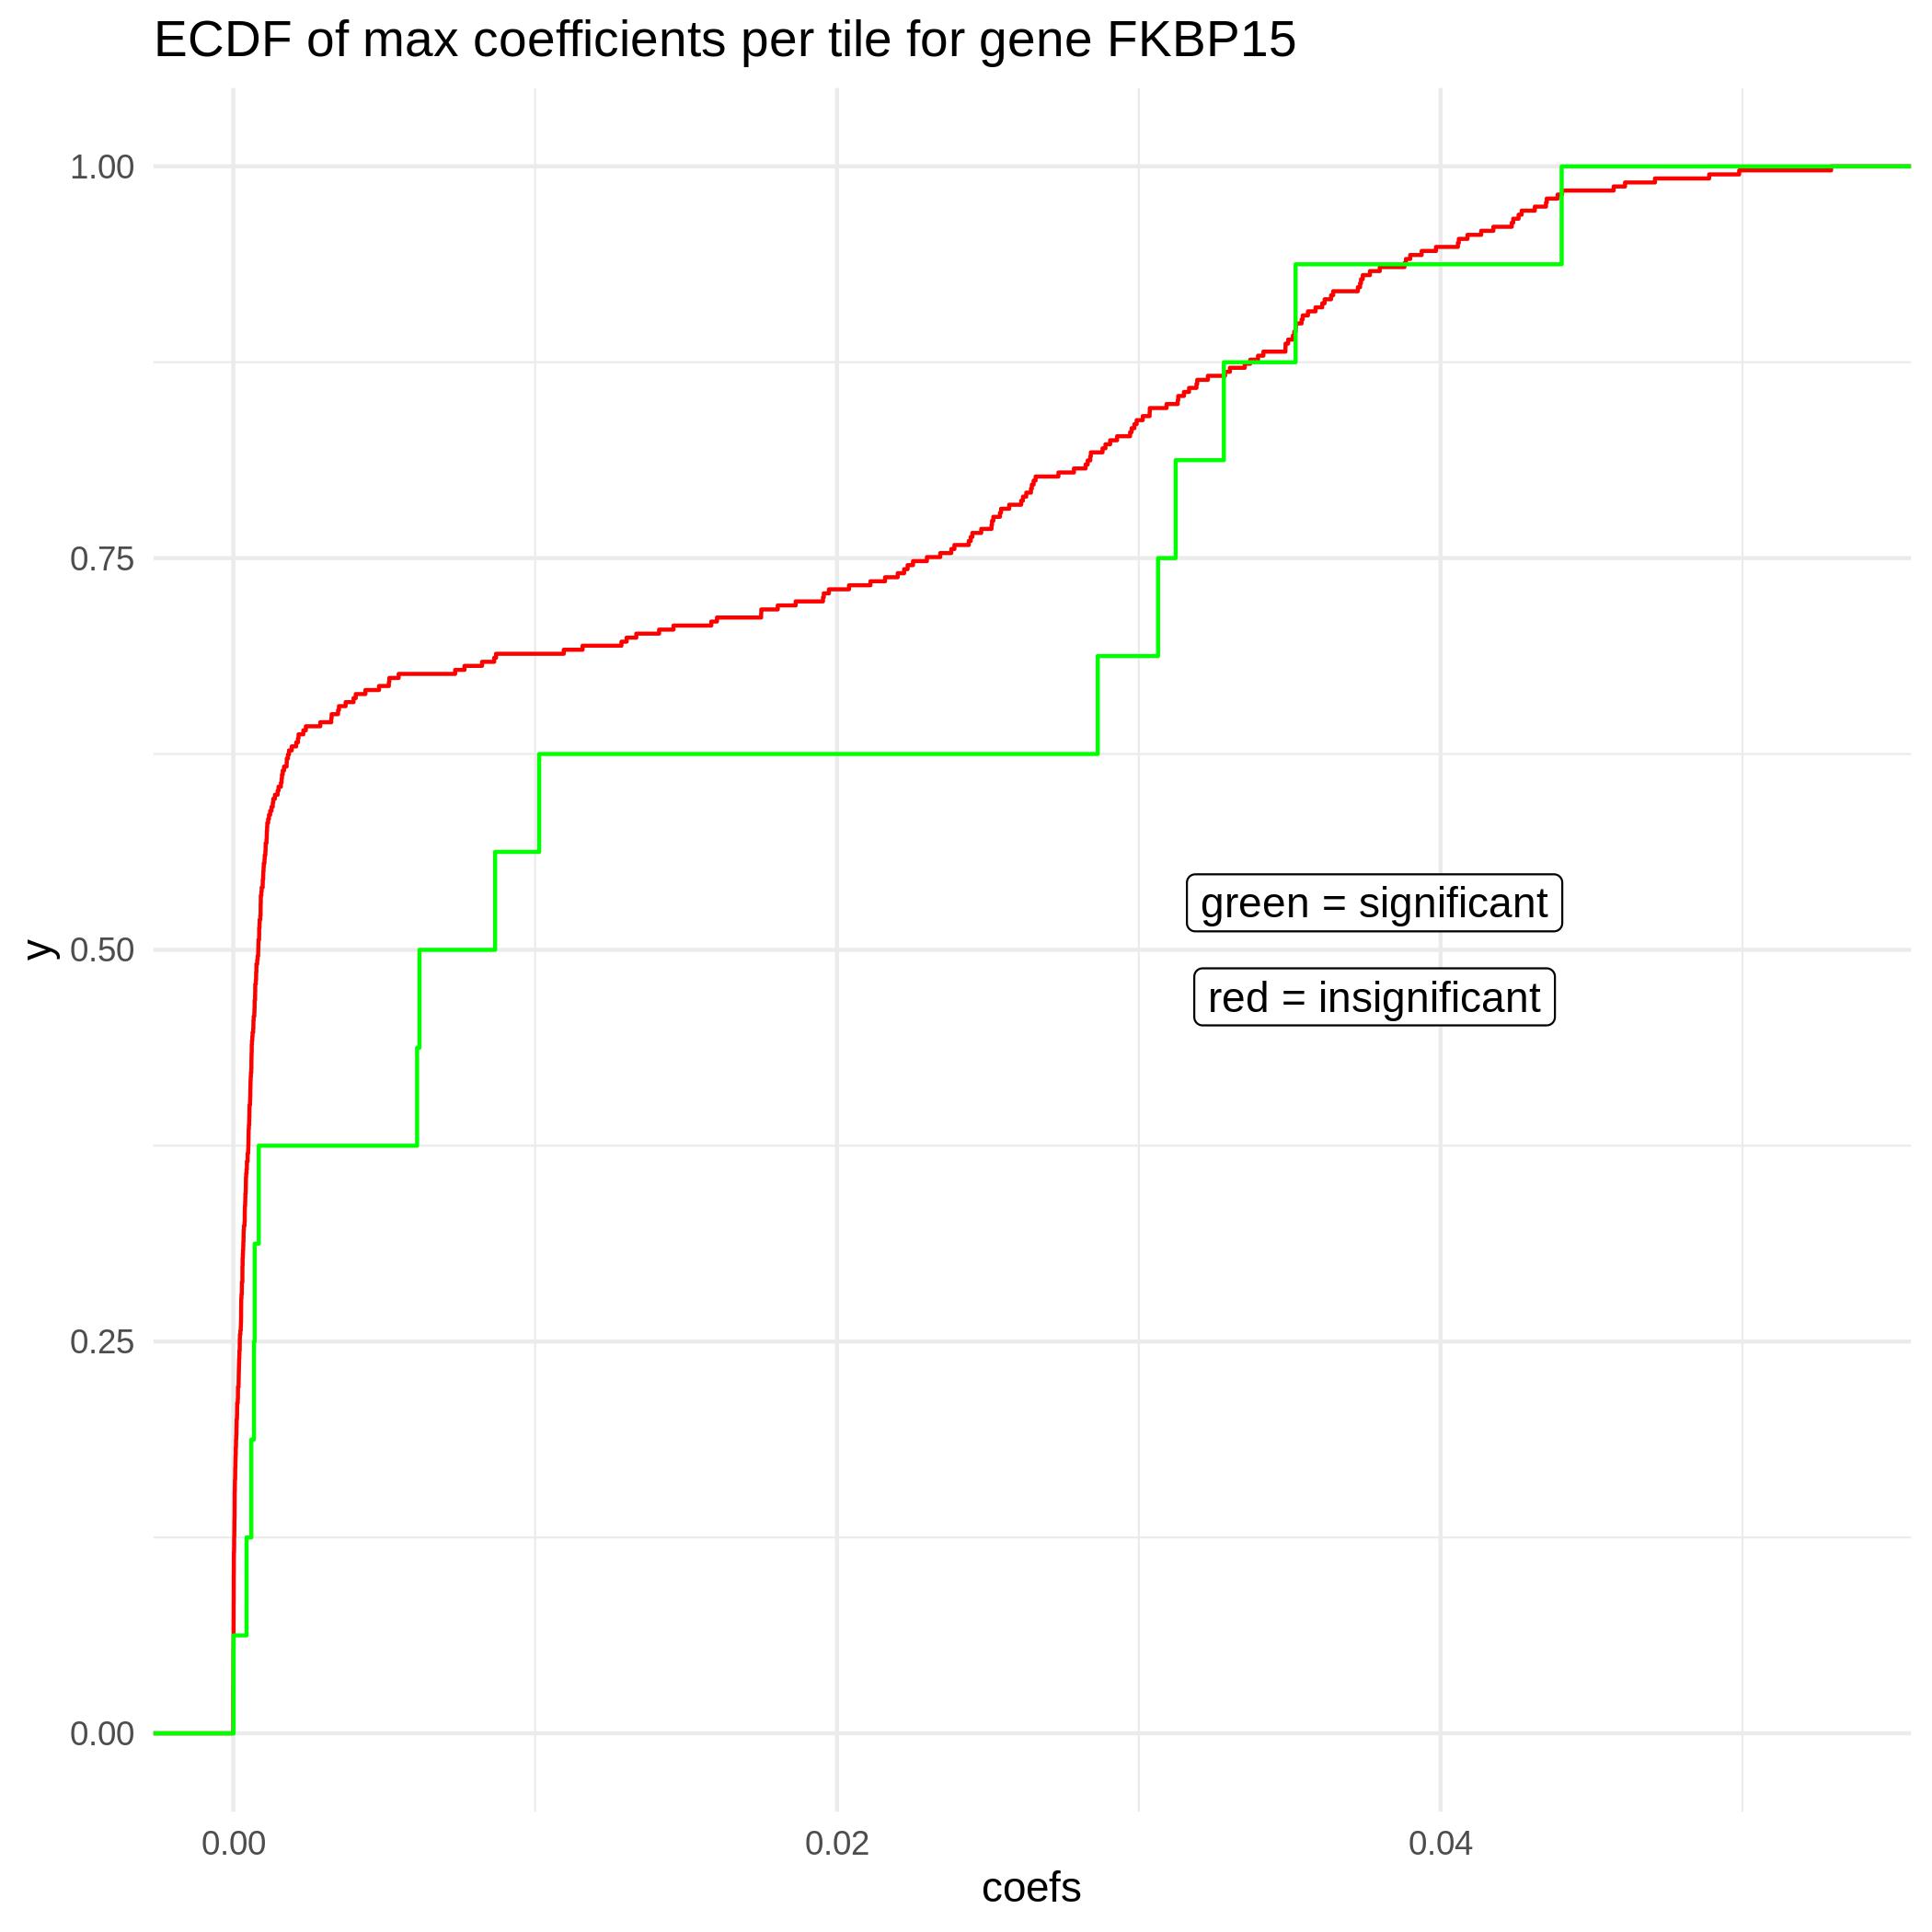 ECDF of max coefficients per tile for gene FKBP15
1.00
0.75
0.50
0.25
0.00
y
green = significant
red = insignificant
0.00
0.02
0.04
coefs